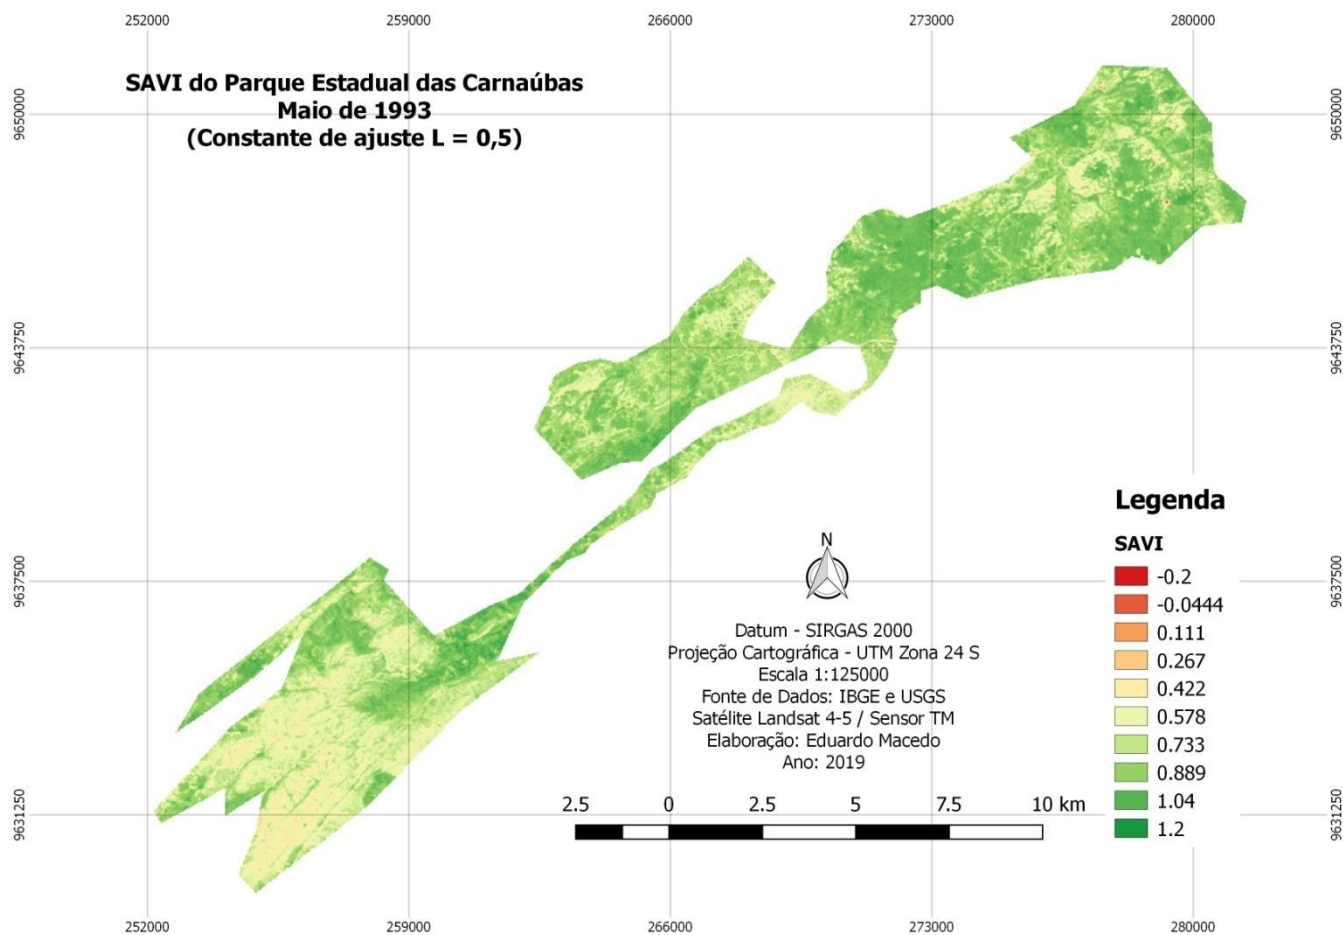 252000
259000
266000
273000
280000
SAVI do Parque Estadual das Carnaúbas
Maio de 1993
(Constante de ajuste L = 0,5)
9650000
9650000
9643750
9643750
9637500
9637500
9631250
9631250
Legenda
SAVI
-0.2
-0.0444
0.111
0.267
0.422
0.578
0.733
0.889
1.04
1.2
N
Datum - SIRGAS 2000
Projeção Cartográfica - UTM Zona 24 S
Escala 1:125000
Fonte de Dados: IBGE e USGS
Satélite Landsat 4-5 / Sensor TM
Elaboração: Eduardo Macedo
Ano: 2019
2.5 0 2.5 5 7.5 10 km
252000
259000
266000
273000
280000